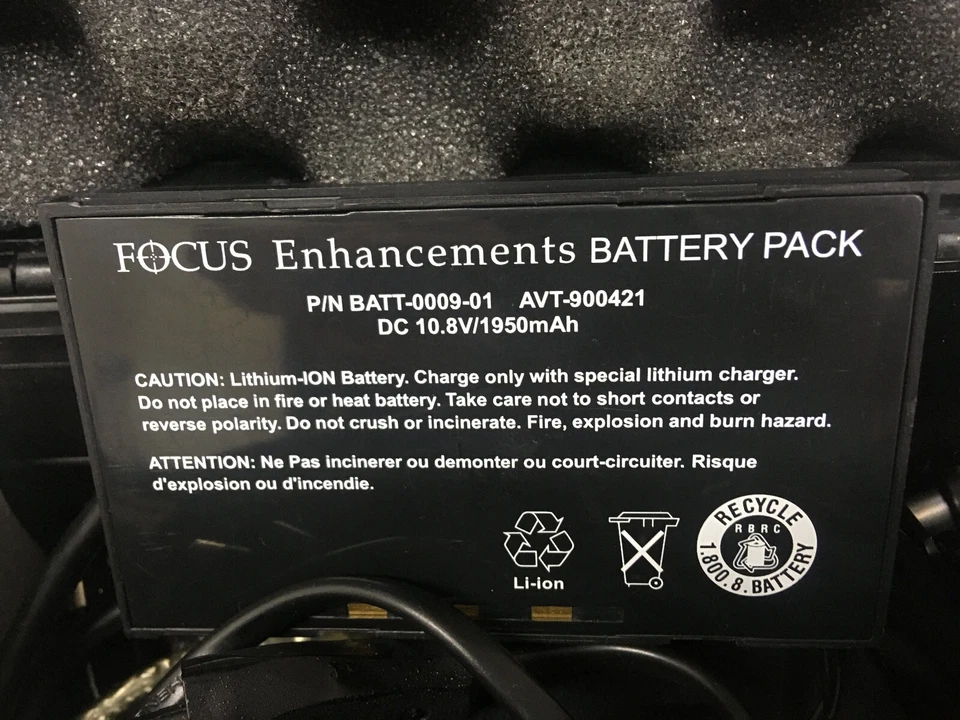 FOCUS Enhancements BATTERY PACK
P/N BATT-0009-01 AVT-900421
DC 10.8V/1950mAh
CAUTION: Lithium-ION Battery. Charge only with special lithium charger.
Do not place in fire or heat battery. Take care not to short contacts or
reverse polarity. Do not crush or incinerate. Fire, explosion and burn hazard.
ATTENTION: Ne Pas incinerer ou demonter ou court-circuiter. Risque
d'explosion ou d'incendie.
Li-ion
RECYCLE
RBRC
1.800.8.BATTERY